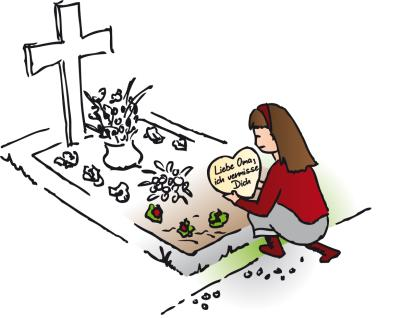 Liebe Oma,
ich vermisse
Dich